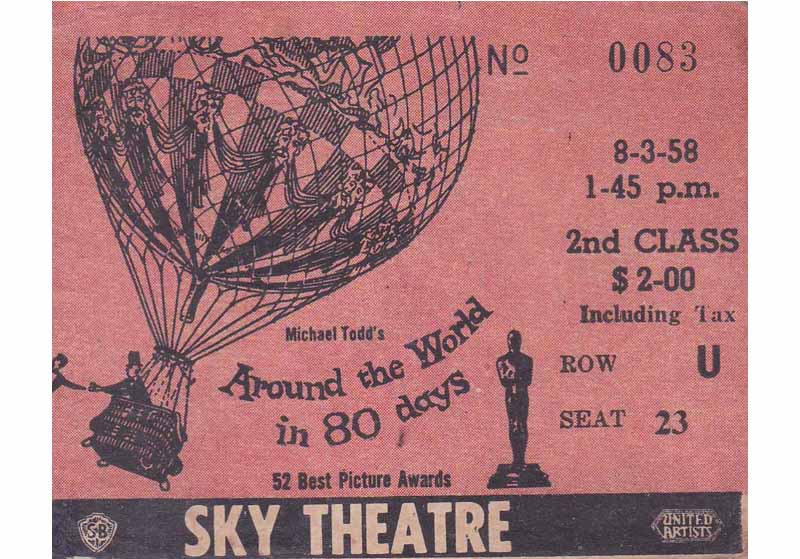 Nº 0083
8-3-58
1-45 p.m.
2nd CLASS
$ 2-00
Including Tax
ROW U
SEAT 23
Michael Todd's
Around the World
in 80 days
52 Best Picture Awards
SB
SKY THEATRE
UNITED
ARTISTS